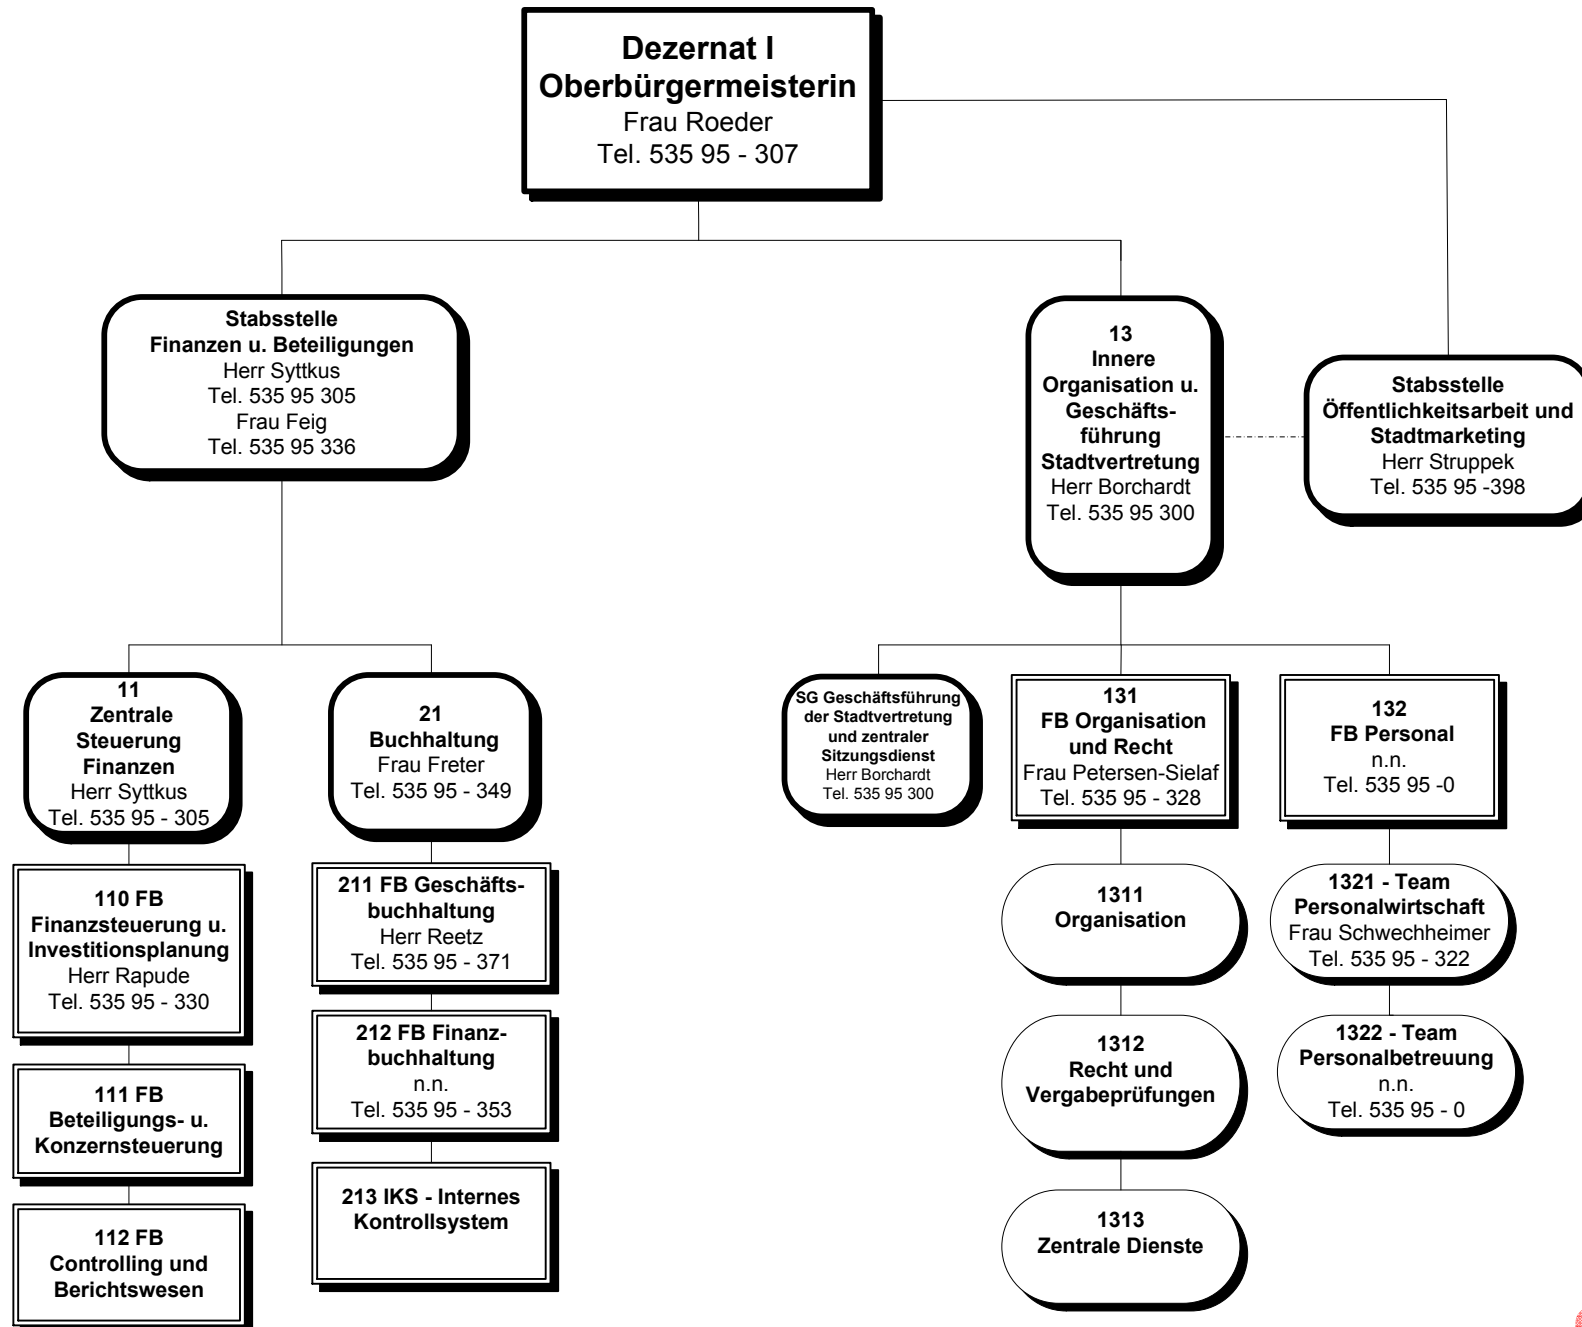 Dezernat I
Oberbürgermeisterin
Frau Roeder
Tel. 535 95 - 307
Stabsstelle
Finanzen u. Beteiligungen
Herr Syttkus
Tel. 535 95 305
Frau Feig
Tel. 535 95 336
13
Innere
Organisation u.
Geschäfts-
führung
Stadtvertretung
Herr Borchardt
Tel. 535 95 300
Stabsstelle
Öffentlichkeitsarbeit und
Stadtmarketing
Herr Struppek
Tel. 535 95 -398
11
Zentrale
Steuerung
Finanzen
Herr Syttkus
Tel. 535 95 - 305
21
Buchhaltung
Frau Freter
Tel. 535 95 - 349
SG Geschäftsführung
der Stadtvertretung
und zentraler
Sitzungsdienst
Herr Borchardt
Tel. 535 95 300
131
FB Organisation
und Recht
Frau Petersen-Sielaf
Tel. 535 95 - 328
132
FB Personal
n.n.
Tel. 535 95 -0
110 FB
Finanzsteuerung u.
Investitionsplanung
Herr Rapude
Tel. 535 95 - 330
211 FB Geschäfts-
buchhaltung
Herr Reetz
Tel. 535 95 - 371
1311
Organisation
1321 - Team
Personalwirtschaft
Frau Schwechheimer
Tel. 535 95 - 322
111 FB
Beteiligungs- u.
Konzernsteuerung
212 FB Finanz-
buchhaltung
n.n.
Tel. 535 95 - 353
1312
Recht und
Vergabeprüfungen
1322 - Team
Personalbetreuung
n.n.
Tel. 535 95 - 0
112 FB
Controlling und
Berichtswesen
213 IKS - Internes
Kontrollsystem
1313
Zentrale Dienste